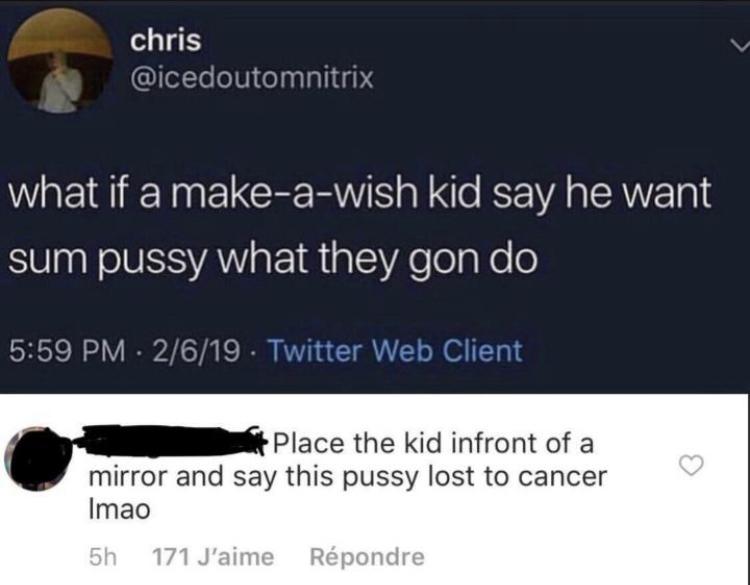 chris
@icedoutomnitrix
what if a make-a-wish kid say he want
sum pussy what they gon do
5:59 PM · 2/6/19 · Twitter Web Client
Place the kid infront of a
mirror and say this pussy lost to cancer
lmao
5h 171 J'aime Répondre